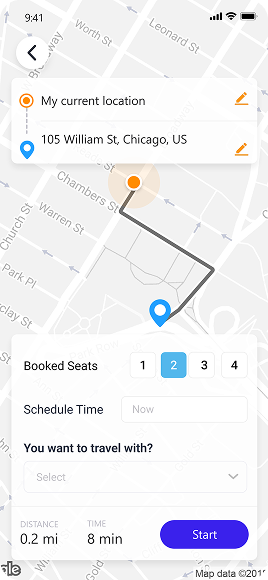 9:41
Leonard St
Worth St
My current location
105 William St, Chicago, US
Chambers St
Warren St
Church St
Park Pl
Barclay St
Booked Seats 1 2 3 4
Schedule Time Now
You want to travel with?
Select
DISTANCE TIME
0.2 mi 8 min Start
Map data ©201